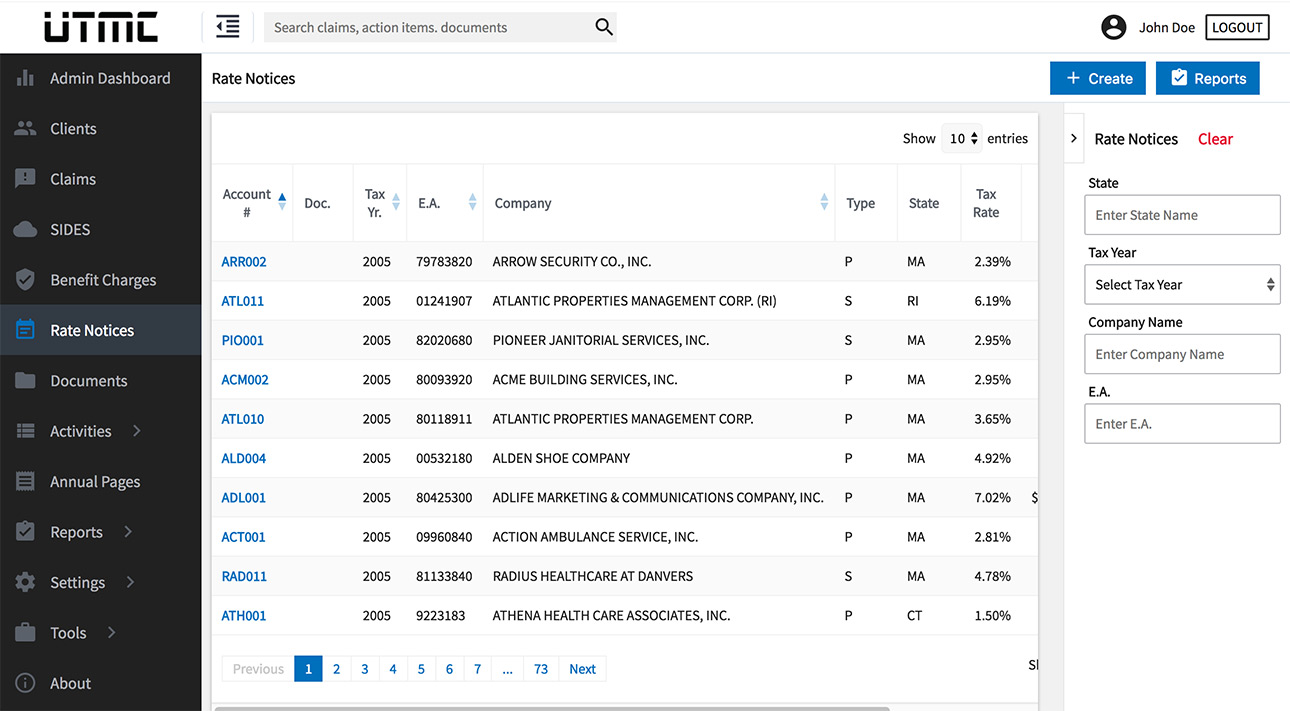 UTMC
Search claims, action items. documents
John Doe
LOGOUT
Admin Dashboard
Clients
Claims
SIDES
Benefit Charges
Rate Notices
Documents
Activities
Annual Pages
Reports
Settings
Tools
About
Rate Notices
Create
Reports
Show 10 entries
Account # Doc. Tax Yr. E.A. Company Type State Tax Rate
ARR002 2005 79783820 ARROW SECURITY CO., INC. P MA 2.39%
ATL011 2005 01241907 ATLANTIC PROPERTIES MANAGEMENT CORP. (RI) S RI 6.19%
PIO001 2005 82020680 PIONEER JANITORIAL SERVICES, INC. S MA 2.95%
ACM002 2005 80093920 ACME BUILDING SERVICES, INC. P MA 2.95%
ATL010 2005 80118911 ATLANTIC PROPERTIES MANAGEMENT CORP. P MA 3.65%
ALD004 2005 00532180 ALDEN SHOE COMPANY P MA 4.92%
ADL001 2005 80425300 ADLIFE MARKETING & COMMUNICATIONS COMPANY, INC. P MA 7.02% $
ACT001 2005 09960840 ACTION AMBULANCE SERVICE, INC. P MA 2.81%
RAD011 2005 81133840 RADIUS HEALTHCARE AT DANVERS S MA 4.78%
ATH001 2005 9223183 ATHENA HEALTH CARE ASSOCIATES, INC. P CT 1.50%
Previous 1 2 3 4 5 6 7 ... 73 Next
Rate Notices Clear
State
Enter State Name
Tax Year
Select Tax Year
Company Name
Enter Company Name
E.A.
Enter E.A.